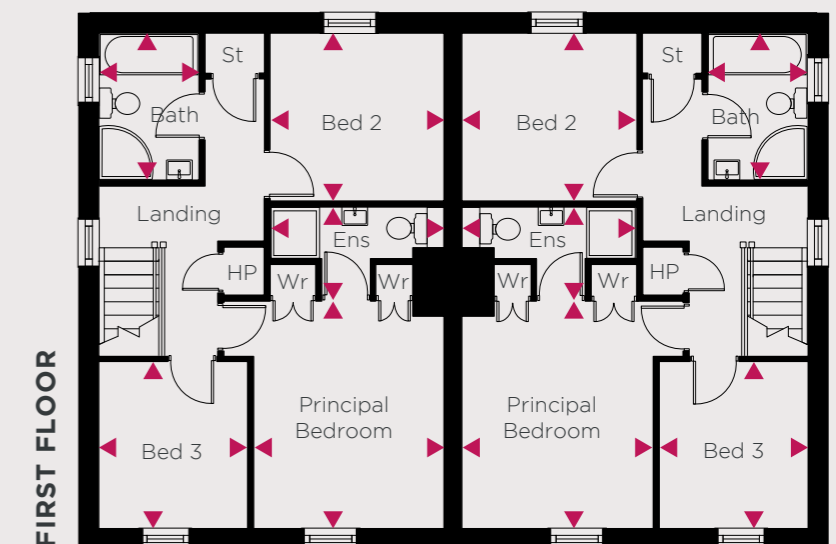 St
St
Bath
Bed 2
Bed 2
Bath
Landing
Ens
Ens
Landing
HP
Wr
Wr
Wr
Wr
HP
Principal
Bedroom
Principal
Bedroom
Bed 3
Bed 3
FIRST FLOOR